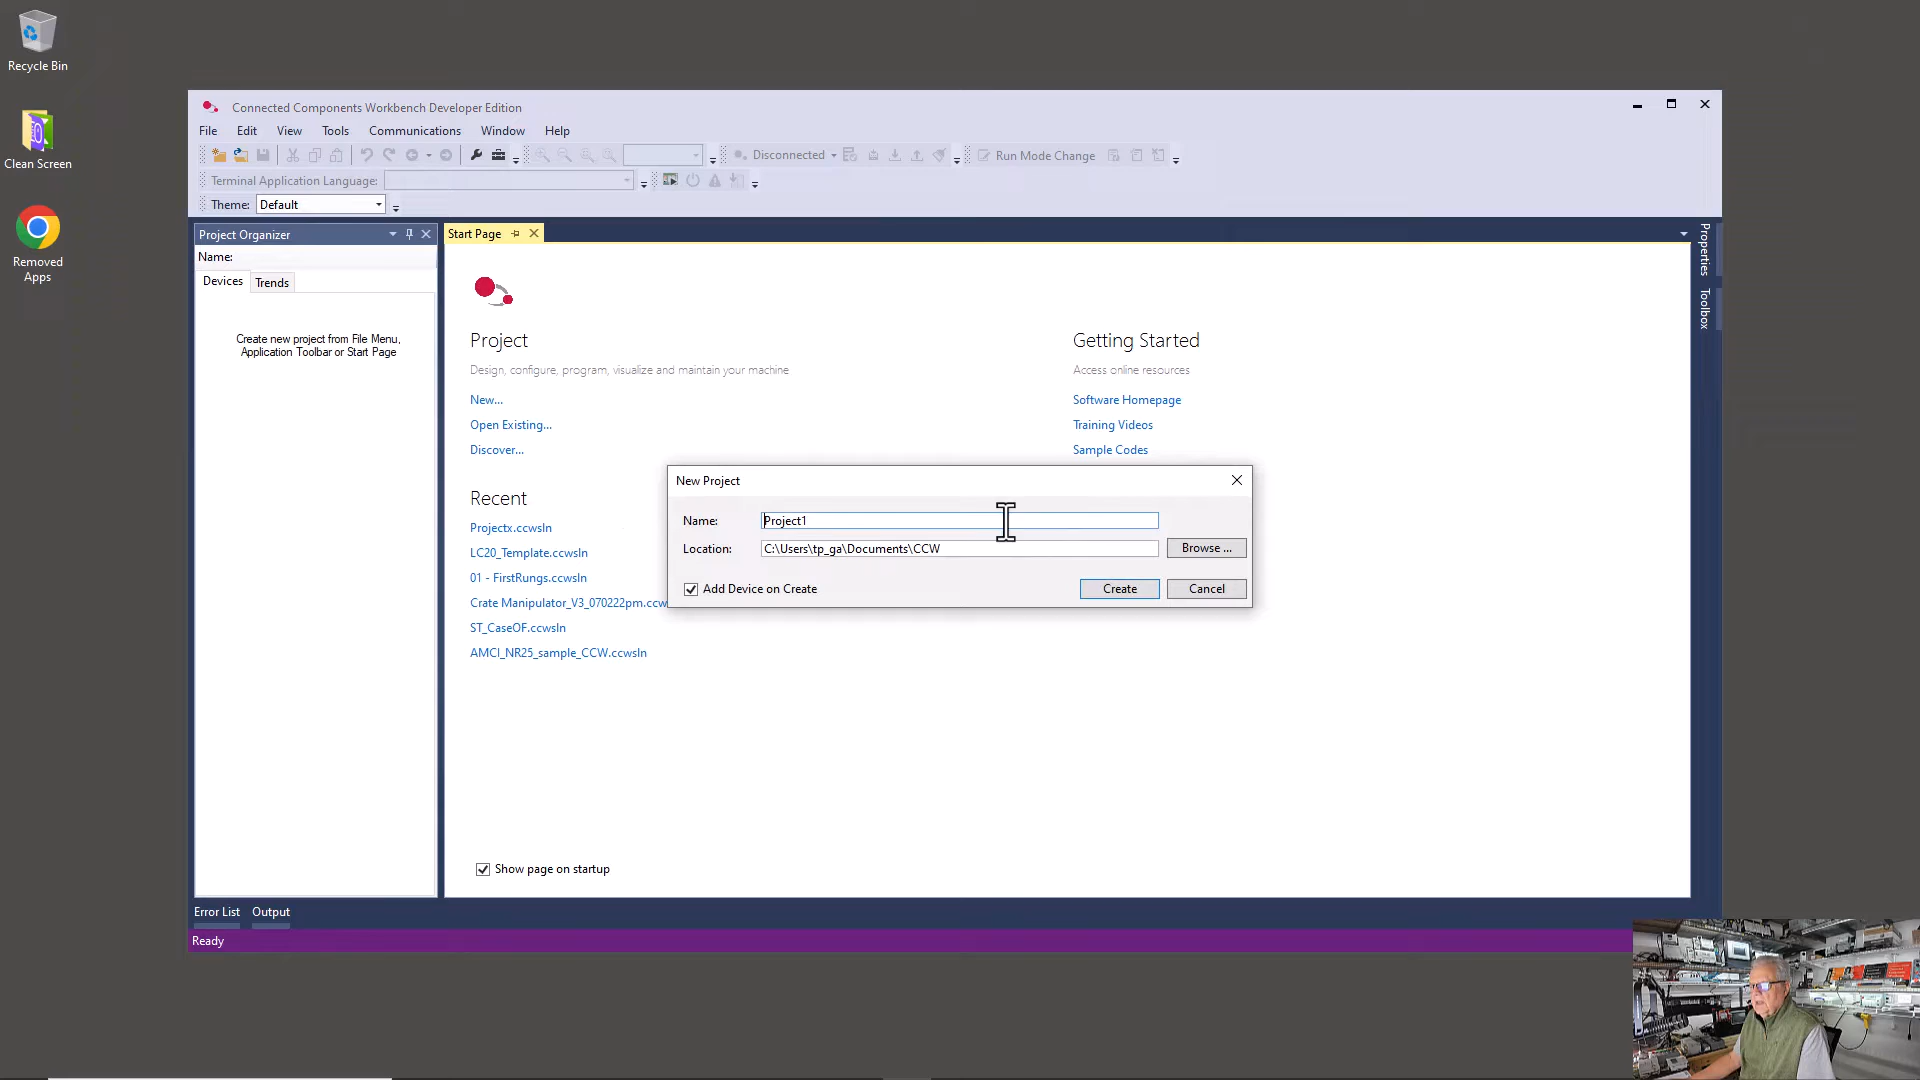 Recycle Bin
Clean Screen
Removed
Apps
Connected Components Workbench Developer Edition
File Edit View Tools Communications Window Help
Disconnected
Run Mode Change
Terminal Application Language:
Theme: Default
Project Organizer
Name:
Devices Trends
Create new project from File Menu,
Application Toolbar or Start Page
Start Page
Properties
Toolbox
Project
Design, configure, program, visualize and maintain your machine
New...
Open Existing...
Discover...
Getting Started
Access online resources
Software Homepage
Training Videos
Sample Codes
Recent
Projectx.ccwsln
LC20_Template.ccwsln
01 - FirstRungs.ccwsln
Crate Manipulator_V3_070222pm.ccw
ST_CaseOF.ccwsln
AMCI_NR25_sample_CCW.ccwsln
New Project
Name: Project1
Location: C:\Users\tp_ga\Documents\CCW
Browse ...
Add Device on Create
Create
Cancel
Show page on startup
Error List Output
Ready